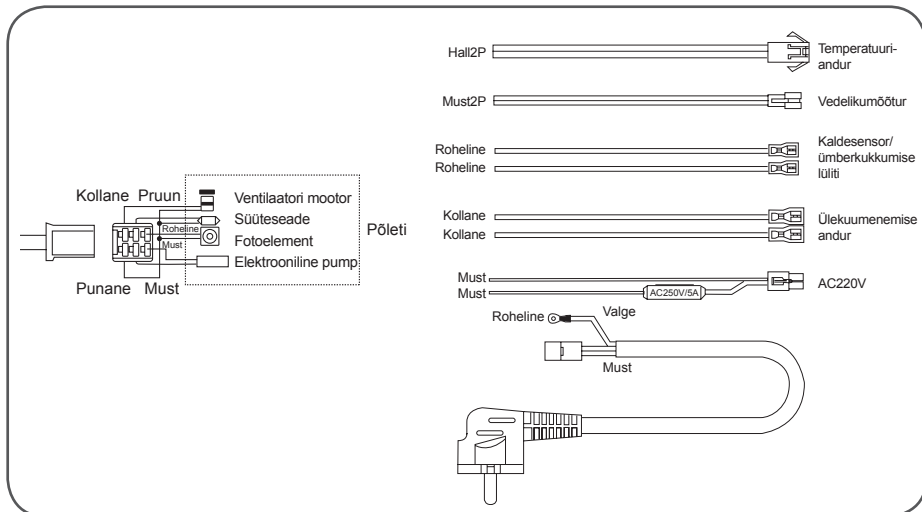 Kollane Pruun
Ventilaatori mootor
Süüteseade
Roheline
Fotoelement
Must
Elektrooniline pump
Põleti
Punane Must
Hall2P
Temperatuuri-
andur
Must2P
Vedelikumõõtur
Roheline
Roheline
Kaldesensor/
ümberkukkumise
lüliti
Kollane
Kollane
Ülekuumenemise
andur
Must
Must
AC250V/5A
AC220V
Roheline
Valge
Must